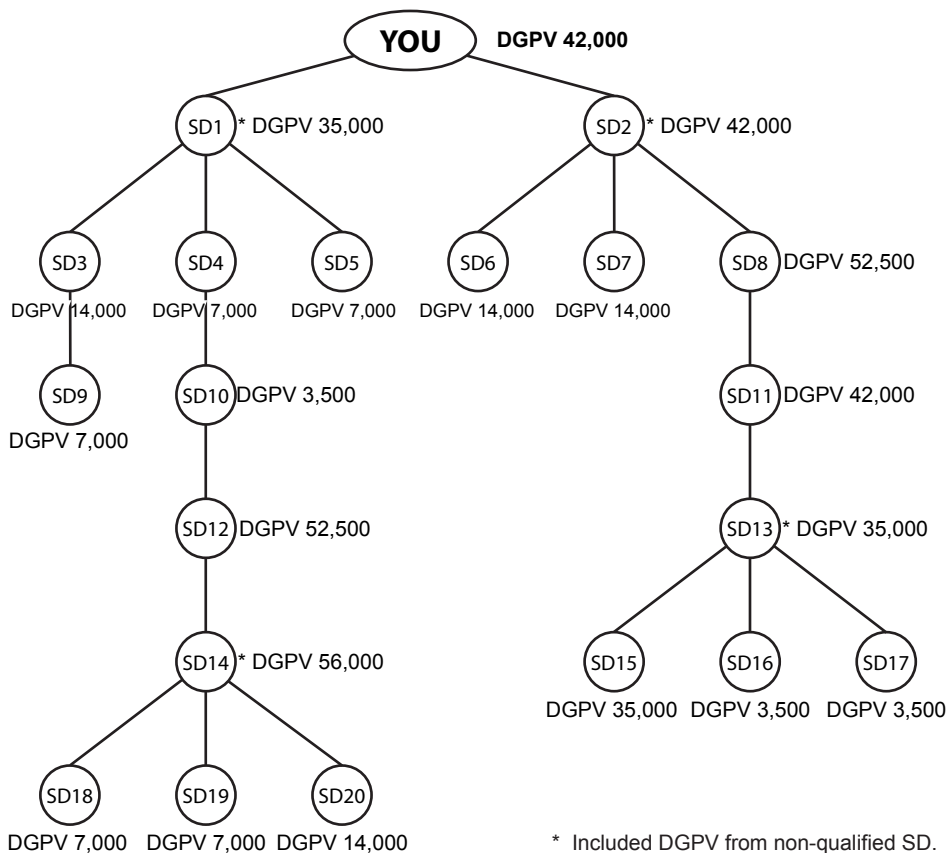 YOU DGPV 42,000
SD1 * DGPV 35,000
SD2 * DGPV 42,000
SD3
SD4
SD5
SD6
SD7
SD8 DGPV 52,500
DGPV 14,000
DGPV 7,000
DGPV 7,000
DGPV 14,000
DGPV 14,000
SD9
DGPV 7,000
SD10 DGPV 3,500
SD11 DGPV 42,000
SD12 DGPV 52,500
SD13 * DGPV 35,000
SD14 * DGPV 56,000
SD15
SD16
SD17
DGPV 35,000
DGPV 3,500
DGPV 3,500
SD18
SD19
SD20
DGPV 7,000
DGPV 7,000
DGPV 14,000
* Included DGPV from non-qualified SD.